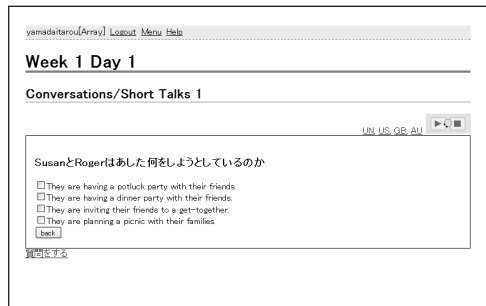 yamadaitarou[Array] Logout Menu Help
Week 1 Day 1
Conversations/Short Talks 1
UN, US, GB, AU
SusanとRogerはあした何をしようとしているのか
They are having a potluck party with their friends.
They are having a dinner party with their friends.
They are inviting their friends to a get-together.
They are planning a picnic with their families.
back
質問をする